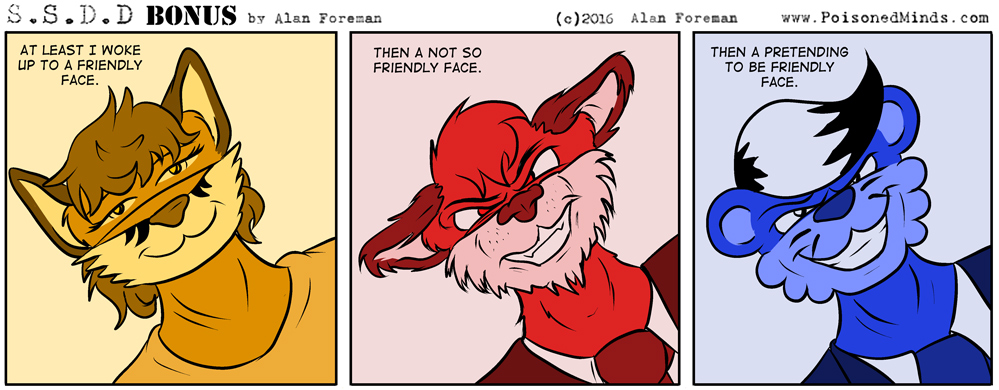 S.S.D.D BONUS by Alan Foreman (c)2016 Alan Foreman www.PoisonedMinds.com
AT LEAST I WOKE
UP TO A FRIENDLY
FACE.
THEN A NOT SO
FRIENDLY FACE.
THEN A PRETENDING
TO BE FRIENDLY
FACE.